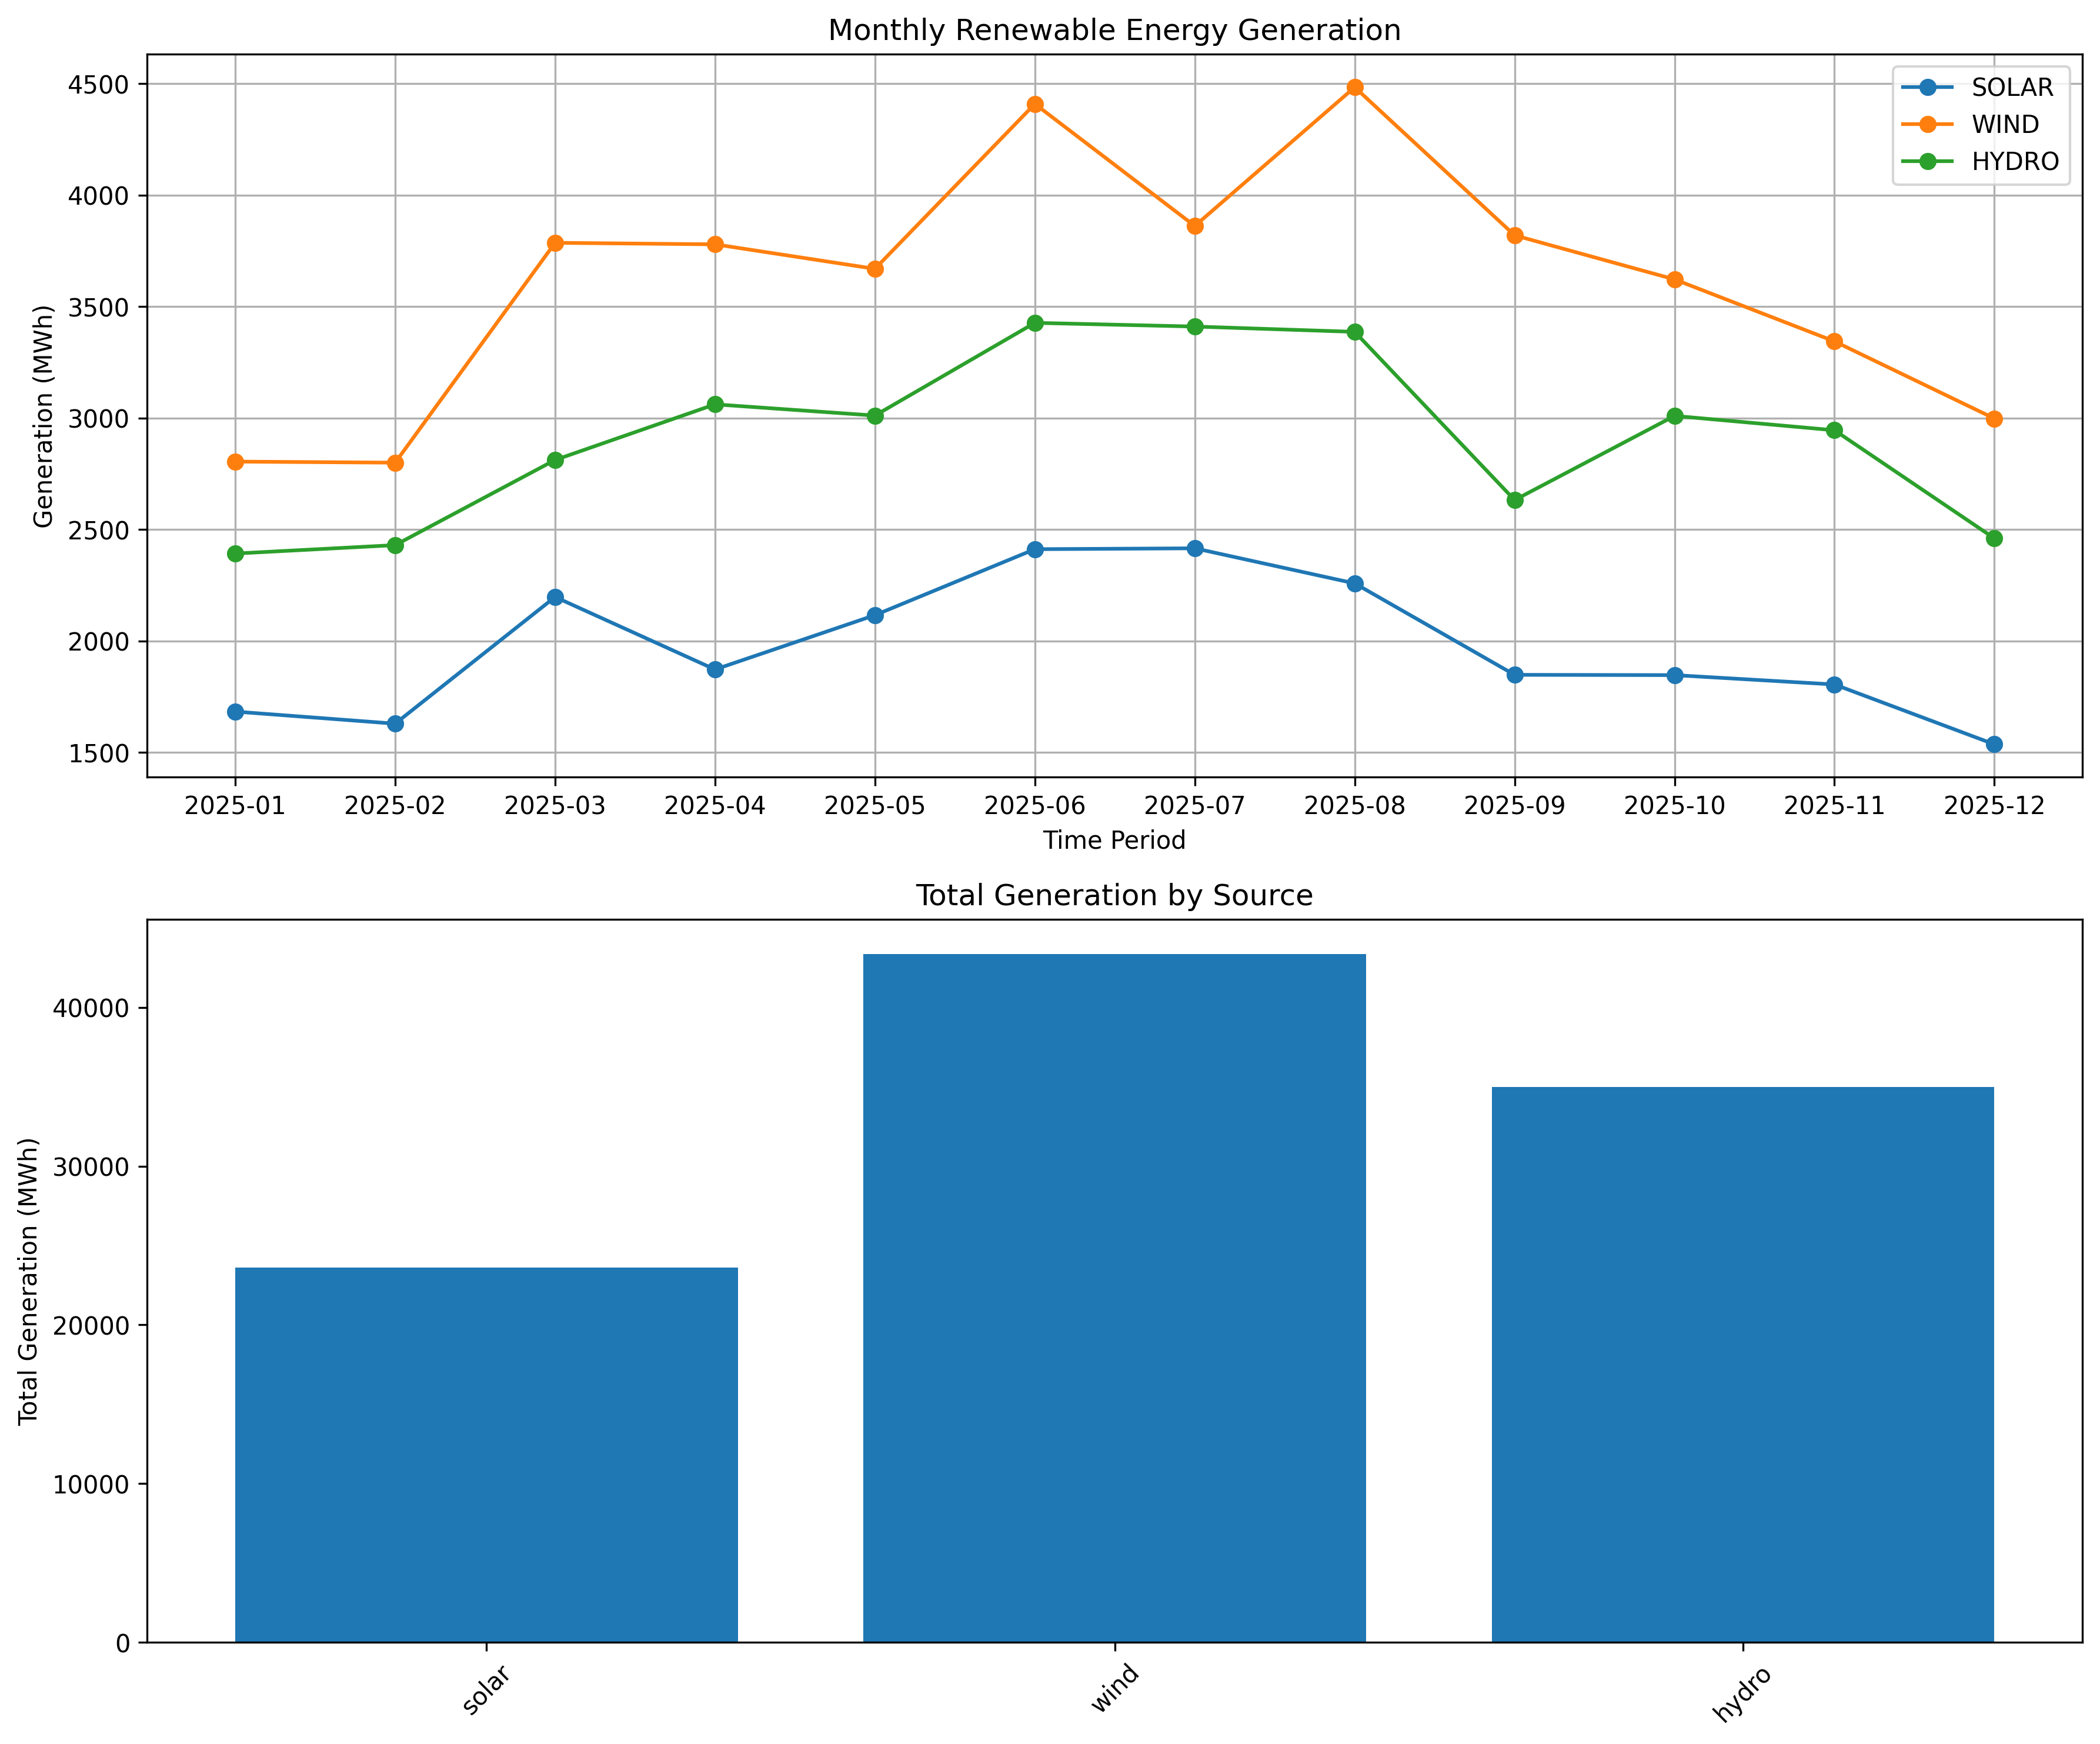 Monthly Renewable Energy Generation
4500
4000
3500
3000
2500
2000
1500
Generation (MWh)
SOLAR
WIND
HYDRO
2025-01 2025-02 2025-03 2025-04 2025-05 2025-06 2025-07 2025-08 2025-09 2025-10 2025-11 2025-12
Time Period
Total Generation by Source
40000
30000
20000
10000
0
Total Generation (MWh)
solar wind hydro